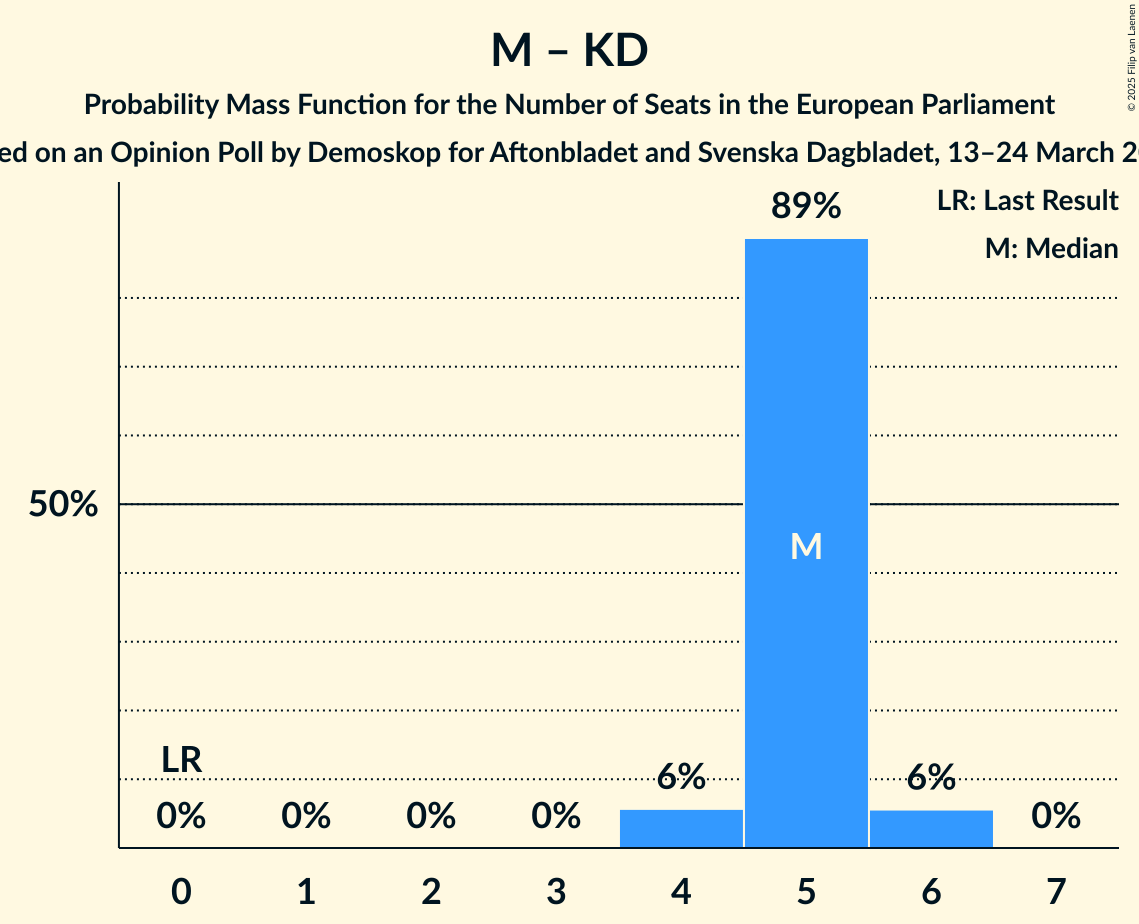 M – KD
Probability Mass Function for the Number of Seats in the European Parliament
on an Opinion Poll by Demoskop for Aftonbladet and Svenska Dagbladet, 13–24 March
© 2025 Filip van Laenen
LR: Last Result
M: Median
89%
50%
M
LR
0% 0% 0% 0% 6% 6% 0%
0 1 2 3 4 5 6 7